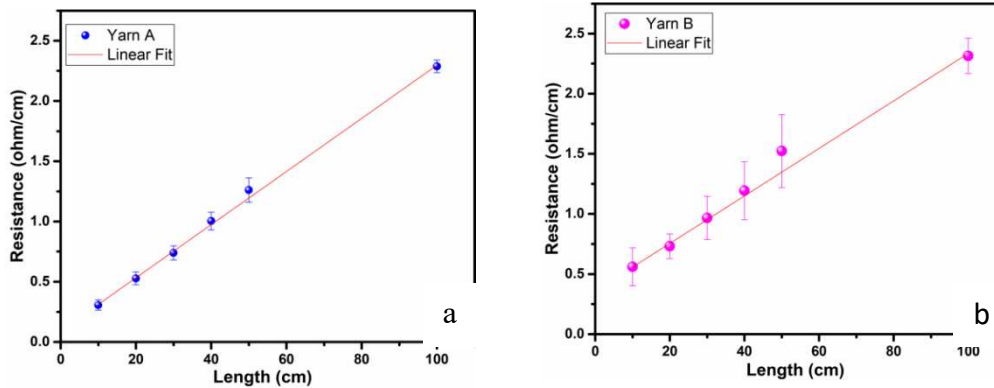 Yarn A
Linear Fit
2.5
2.0
1.5
1.0
0.5
0.0
Resistance (ohm/cm)
0 20 40 60 80 100
Length (cm)
a
Yarn B
Linear Fit
2.5
2.0
1.5
1.0
0.5
0.0
Resistance (ohm/cm)
0 20 40 60 80 100
Length (cm)
b